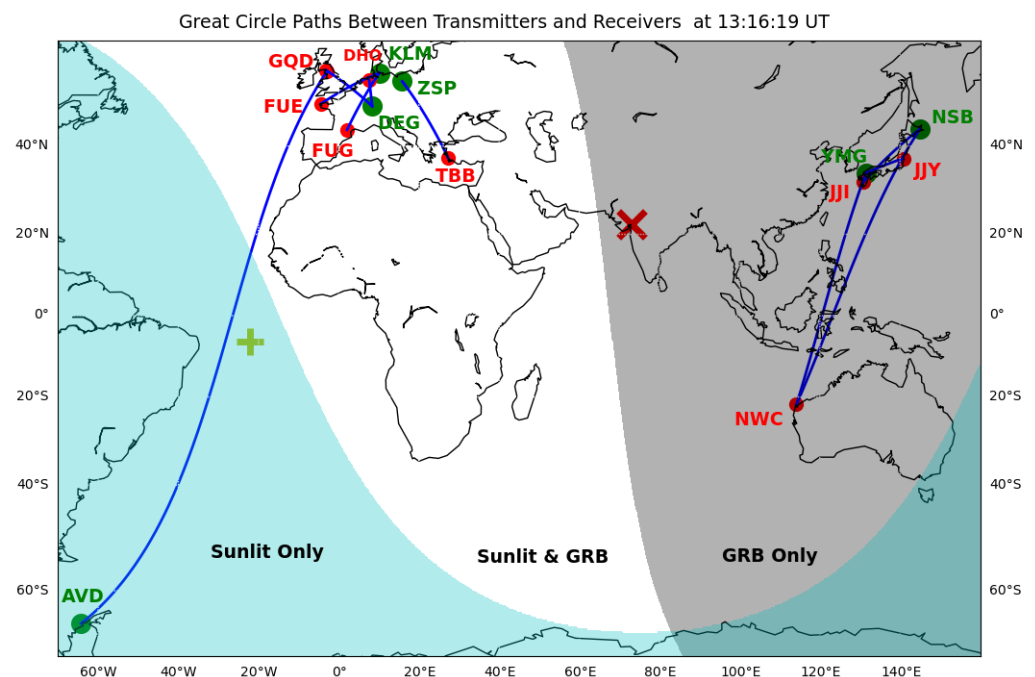 Great Circle Paths Between Transmitters and Receivers at 13:16:19 UT
GQD
DHO
KLM
ZSP
FUE
DEG
FUG
TBB
NSB
YMG
JJY
JJI
NWC
AVD
Sunlit Only
Sunlit & GRB
GRB Only
40°N
20°N
0°
20°S
40°S
60°S
40°N
20°N
0°
20°S
40°S
60°S
60°W
40°W
20°W
0°
20°E
40°E
60°E
80°E
100°E
120°E
140°E